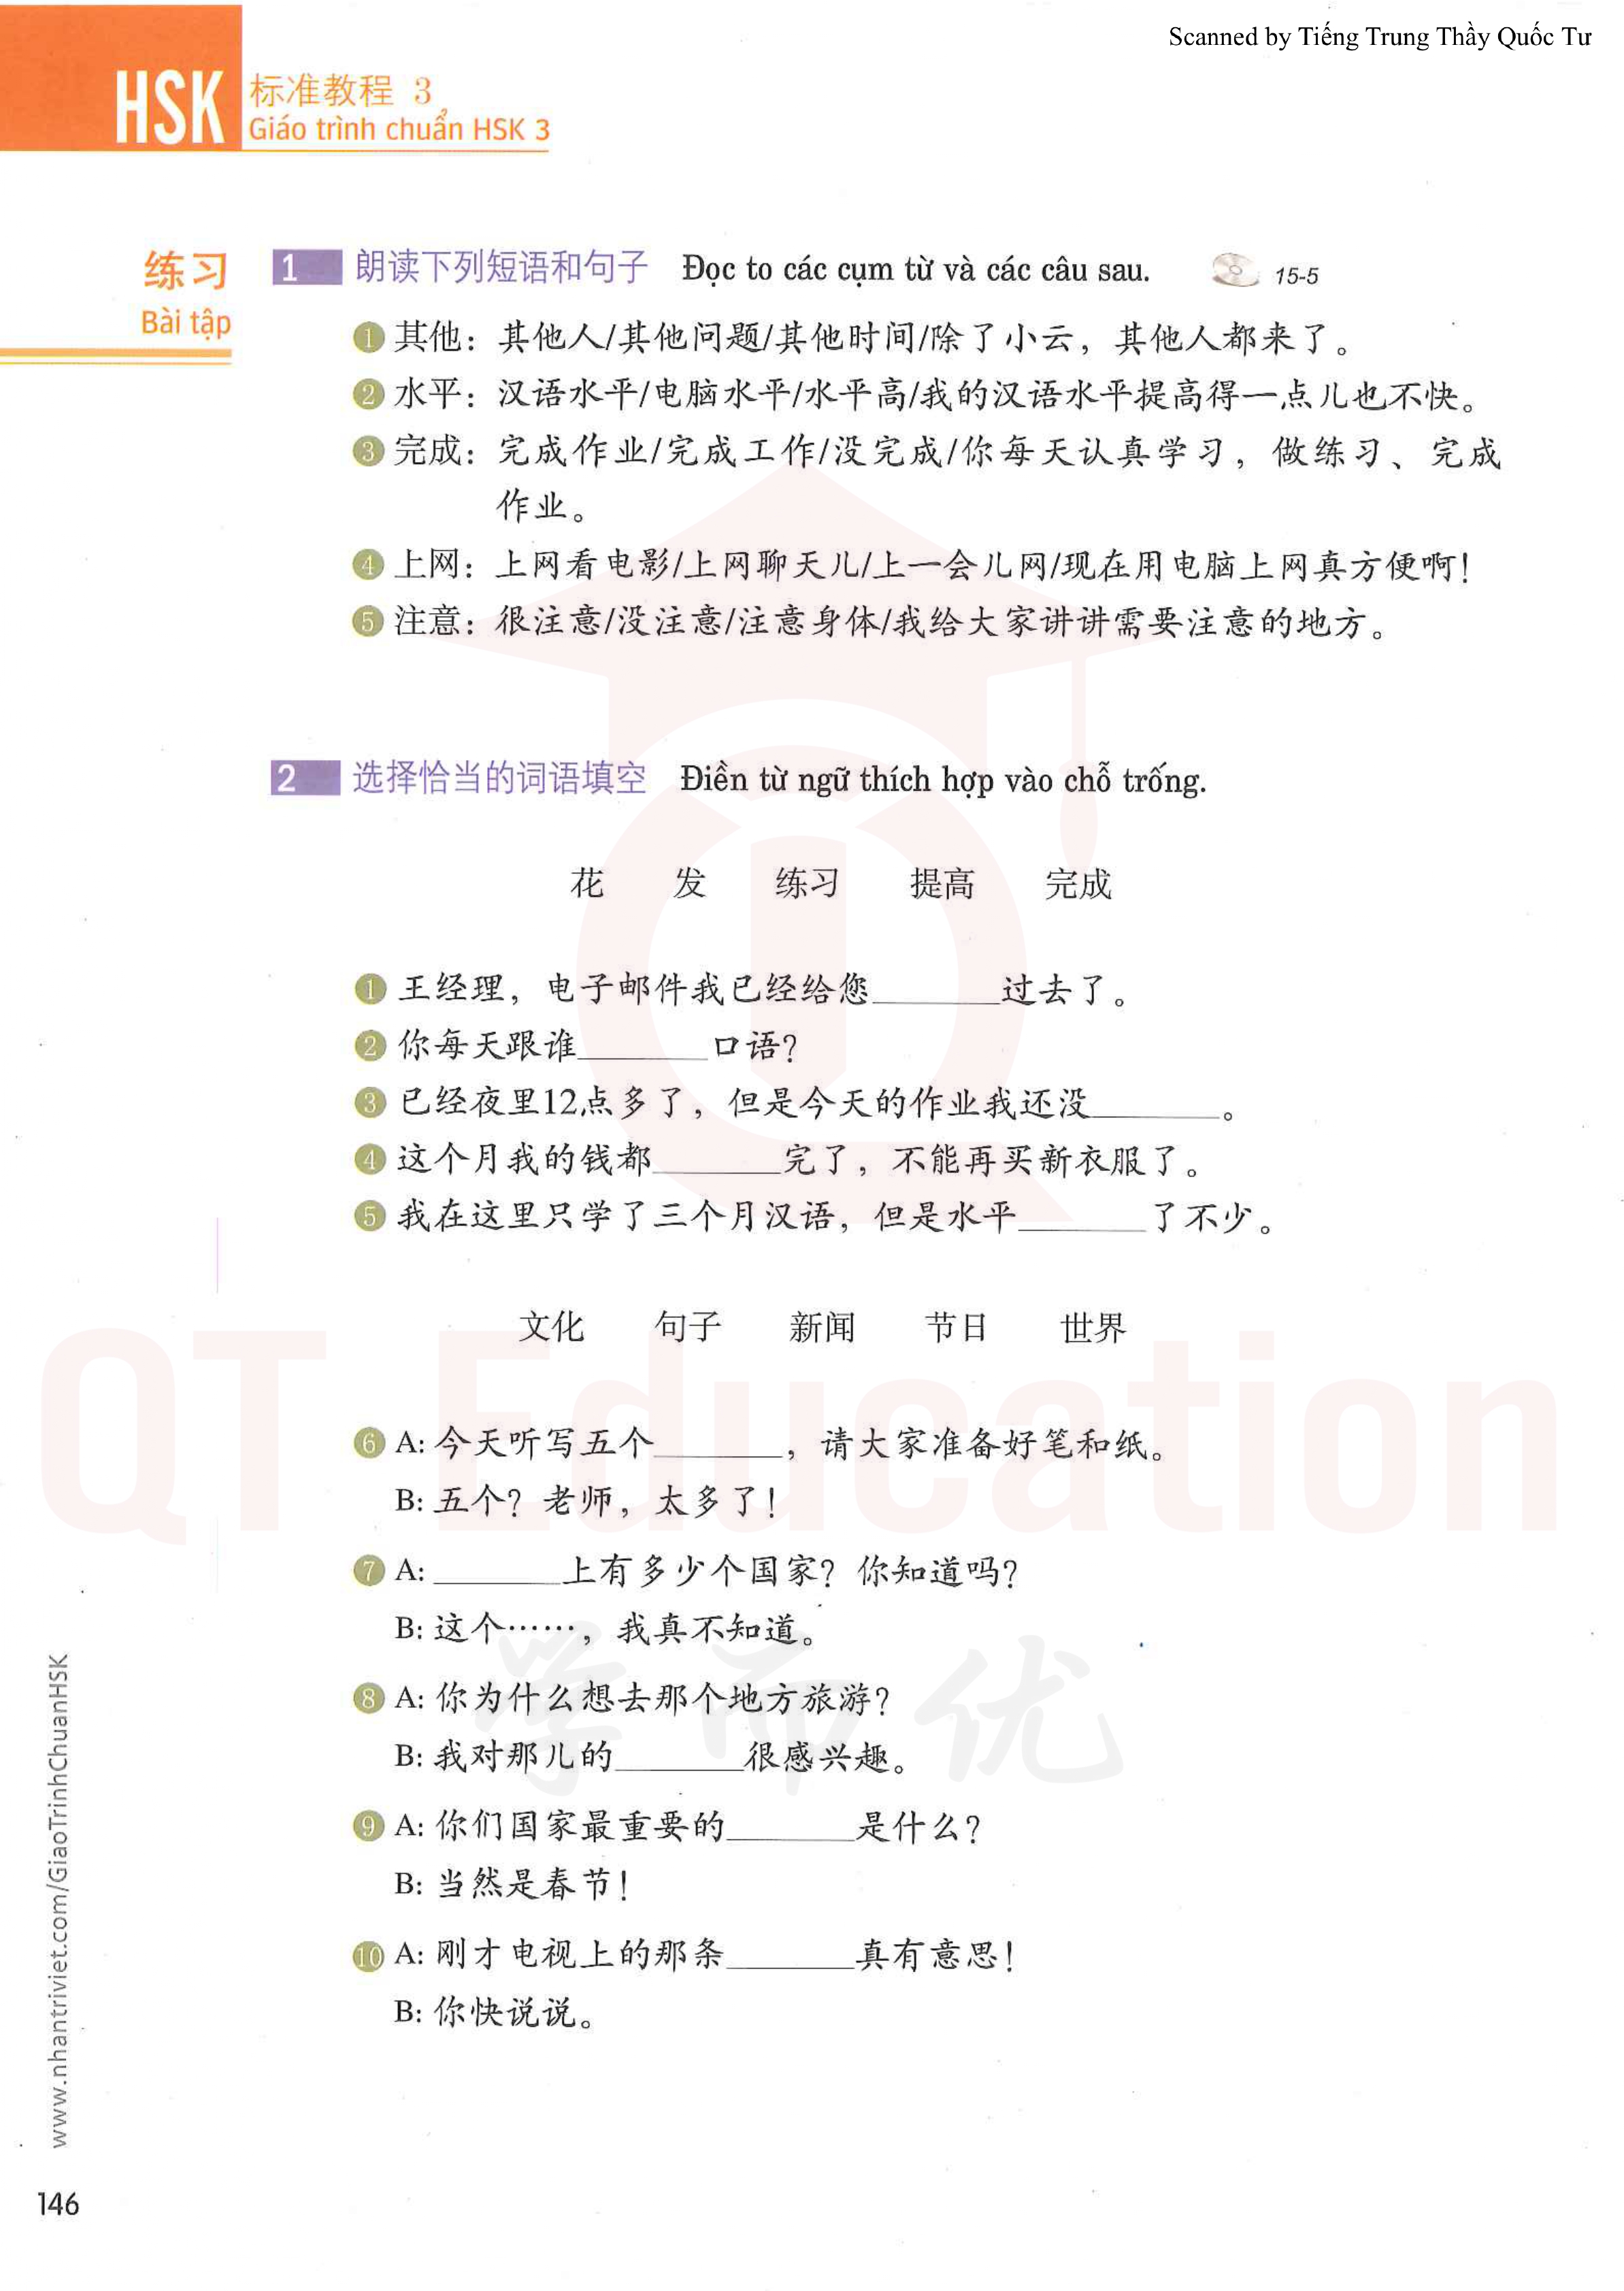 Scanned by Tiếng Trung Thầy Quốc Tư
HSK 标准教程 3
Giáo trình chuẩn HSK 3
练习
Bài tập
1 朗读下列短语和句子 Đọc to các cụm từ và các câu sau. 15-5
1 其他：其他人/其他问题/其他时间/除了小云，其他人都来了。
2 水平：汉语水平/电脑水平/水平高/我的汉语水平提高得一点儿也不快。
3 完成：完成作业/完成工作/没完成/你每天认真学习，做练习、完成
作业。
4 上网：上网看电影/上网聊天儿/上一会儿网/现在用电脑上网真方便啊！
5 注意：很注意/没注意/注意身体/我给大家讲讲需要注意的地方。
2 选择恰当的词语填空 Điền từ ngữ thích hợp vào chỗ trống.
花 发 练习 提高 完成
1 王经理，电子邮件我已经给您______过去了。
2 你每天跟谁______口语？
3 已经夜里12点多了，但是今天的作业我还没______。
4 这个月我的钱都______完了，不能再买新衣服了。
5 我在这里只学了三个月汉语，但是水平______了不少。
文化 句子 新闻 节日 世界
QT Education
6 A: 今天听写五个______，请大家准备好笔和纸。
B: 五个？老师，太多了！
7 A: ______上有多少个国家？你知道吗？
B: 这个……，我真不知道。
学而优
8 A: 你为什么想去那个地方旅游？
B: 我对那儿的______很感兴趣。
9 A: 你们国家最重要的______是什么？
B: 当然是春节！
10 A: 刚才电视上的那条______真有意思！
B: 你快说说。
www.nhantriviet.com/GiaoTrinhChuanHSK
146